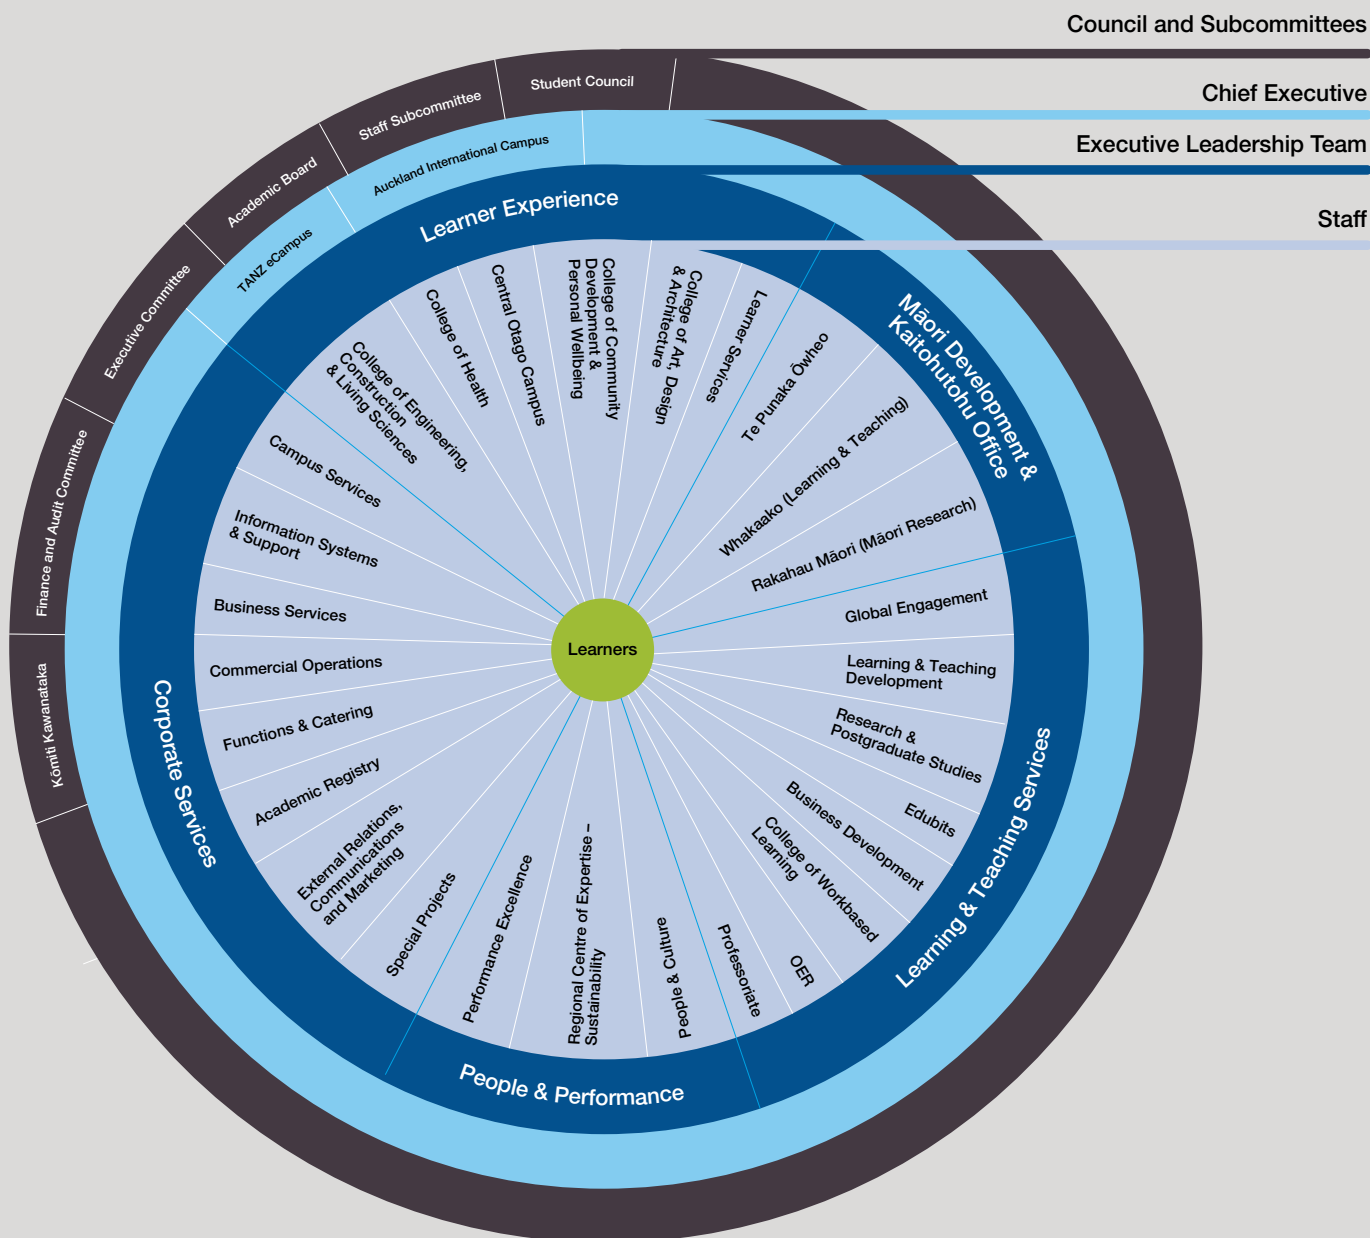 Council and Subcommittees
Chief Executive
Executive Leadership Team
Staff
Student Council
Staff Subcommittee
Academic Board
Executive Committee
Finance and Audit Committee
Kōmiti Kawanataka
Auckland International Campus
TANZ eCampus
Learner Experience
Māori Development &
Kaitohutohu Office
Learning & Teaching Services
People & Performance
Corporate Services
College of Engineering,
Construction
& Living Sciences
College of Health
Central Otago Campus
College of Community
Development &
Personal Wellbeing
College of Art, Design
& Architecture
Learner Services
Te Punaka Ōwheo
Whakaako (Learning & Teaching)
Rakahau Māori (Māori Research)
Global Engagement
Learning & Teaching
Development
Research &
Postgraduate Studies
Edubits
Business Development
College of Workbased
Learning
OER
Professoriate
People & Culture
Regional Centre of Expertise –
Sustainability
Performance Excellence
Special Projects
External Relations,
Communications
and Marketing
Academic Registry
Functions & Catering
Commercial Operations
Business Services
Information Systems
& Support
Campus Services
Learners